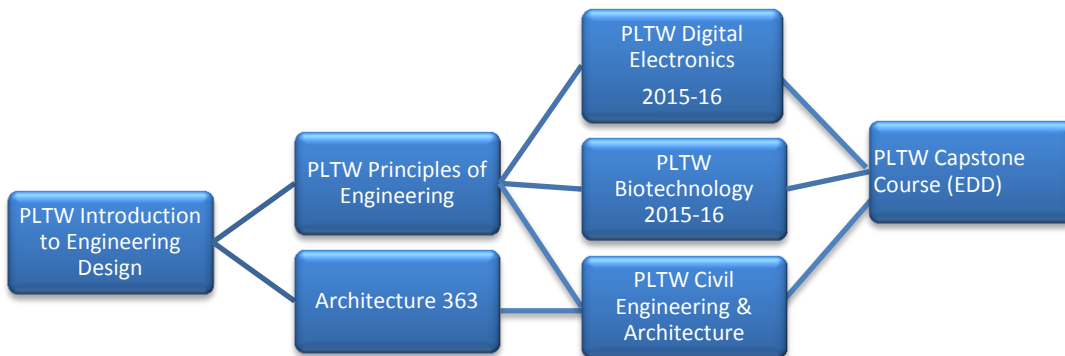 PLTW Introduction
to Engineering
Design
PLTW Principles of
Engineering
Architecture 363
PLTW Digital
Electronics
2015-16
PLTW
Biotechnology
2015-16
PLTW Civil
Engineering &
Architecture
PLTW Capstone
Course (EDD)